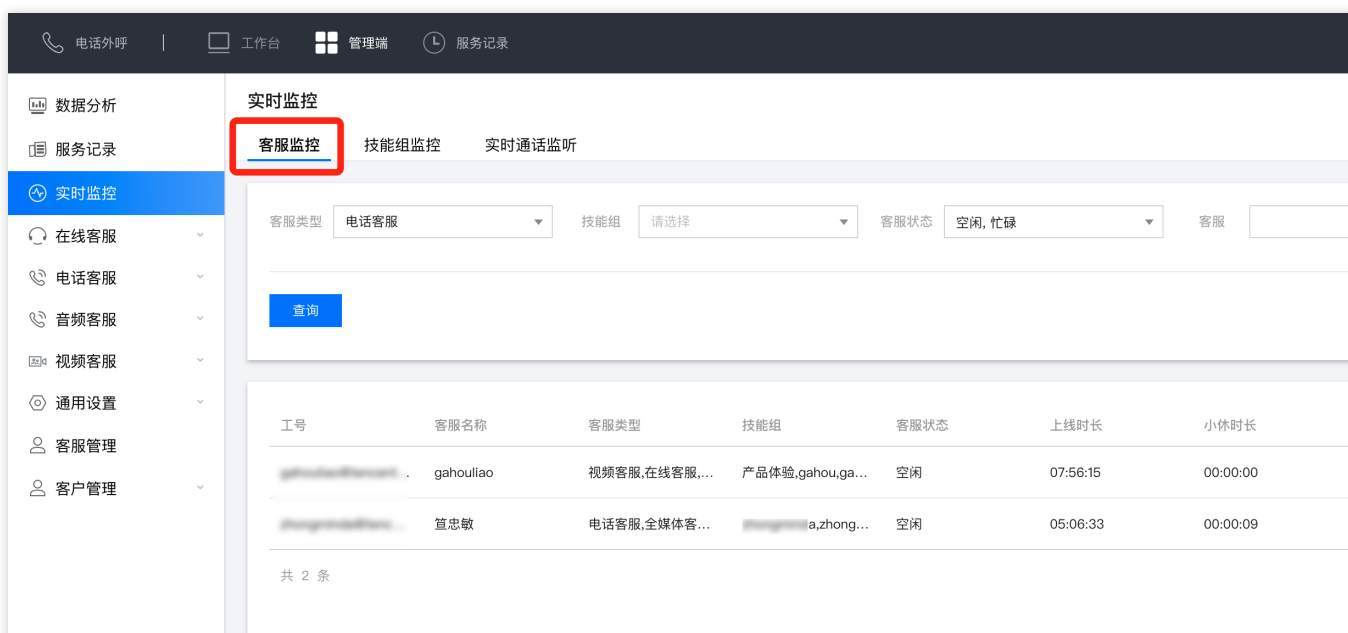 电话外呼 | 工作台 管理端 服务记录
数据分析
服务记录
实时监控
在线客服
电话客服
音频客服
视频客服
通用设置
客服管理
客户管理
实时监控
客服监控 技能组监控 实时通话监听
客服类型 电话客服 技能组 请选择 客服状态 空闲, 忙碌 客服
查询
工号 客服名称 客服类型 技能组 客服状态 上线时长 小休时长
gahouliao 视频客服,在线客服,... 产品体验,gahou,ga... 空闲 07:56:15 00:00:00
笪忠敏 电话客服,全媒体客... a,zhong... 空闲 05:06:33 00:00:09
共 2 条